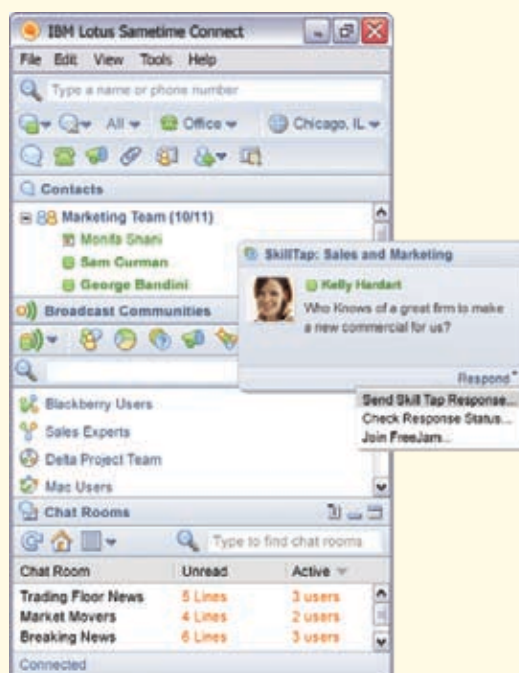 IBM Lotus Sametime Connect
File Edit View Tools Help
Type a name or phone number
All Office Chicago, IL
Contacts
Marketing Team (10/11)
Monifa Shani
Sam Curman
George Bandini
SkillTap: Sales and Marketing
Kelly Hardart
Who Knows of a great firm to make
a new commercial for us?
Respond
Send Skill Tap Response...
Check Response Status...
Join FreeJam...
Broadcast Communities
Blackberry Users
Sales Experts
Delta Project Team
Mac Users
Chat Rooms
Type to find chat rooms
Chat Room Unread Active
Trading Floor News 5 Lines 3 users
Market Movers 4 Lines 2 users
Breaking News 6 Lines 3 users
Connected